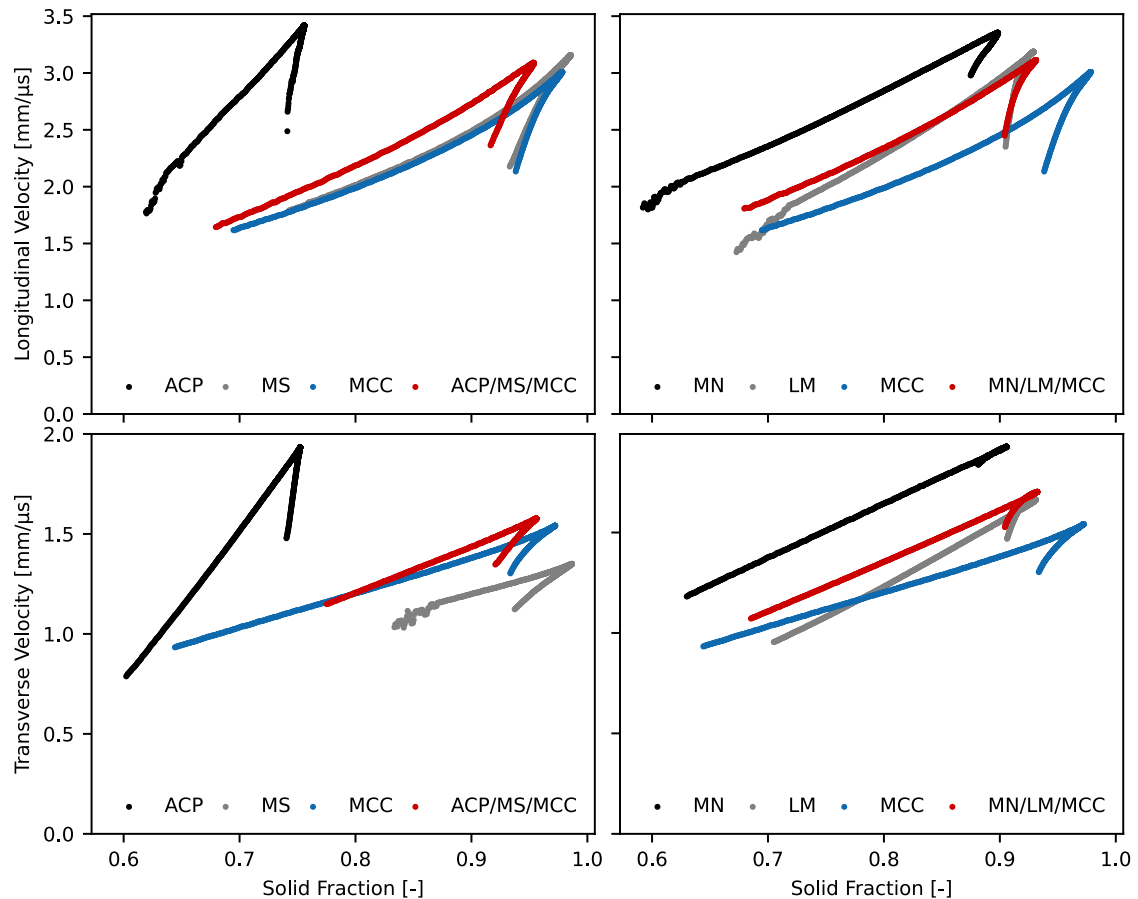 3.5
3.0
2.5
2.0
1.5
1.0
0.5
0.0
Longitudinal Velocity [mm/μs]
ACP MS MCC ACP/MS/MCC
MN LM MCC MN/LM/MCC
2.0
1.5
1.0
0.5
0.0
Transverse Velocity [mm/μs]
ACP MS MCC ACP/MS/MCC
MN LM MCC MN/LM/MCC
0.6 0.7 0.8 0.9 1.0
0.6 0.7 0.8 0.9 1.0
Solid Fraction [-]
Solid Fraction [-]